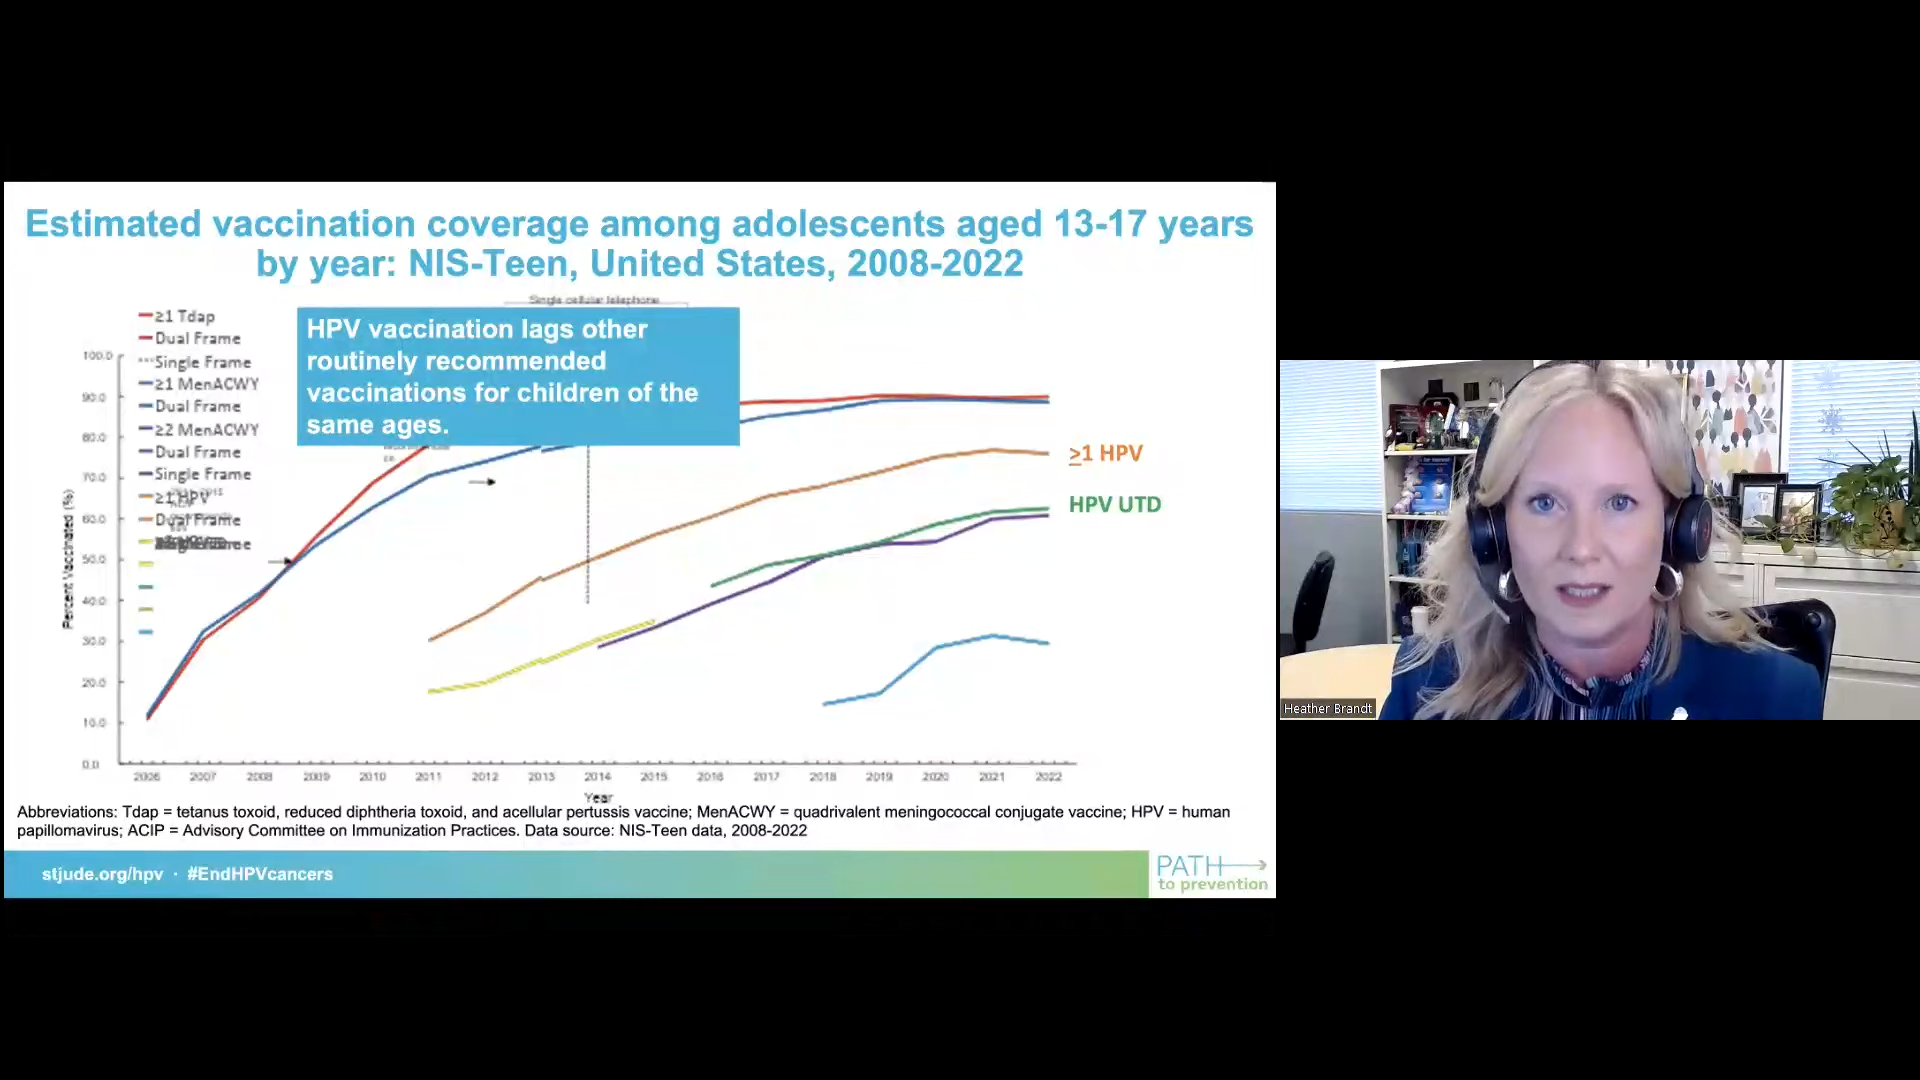 Estimated vaccination coverage among adolescents aged 13-17 years
by year: NIS-Teen, United States, 2008-2022
Single cellular telephone
HPV vaccination lags other
routinely recommended
vaccinations for children of the
same ages.
≥1 Tdap
Dual Frame
Single Frame
≥1 MenACWY
Dual Frame
≥2 MenACWY
Dual Frame
Single Frame
≥1 HPV
Dual Frame
Percent Vaccinated (%)
100.0
90.0
80.0
70.0
60.0
50.0
40.0
30.0
20.0
10.0
0.0
≥1 HPV
HPV UTD
2006 2007 2008 2009 2010 2011 2012 2013 2014 2015 2016 2017 2018 2019 2020 2021 2022
Year
Abbreviations: Tdap = tetanus toxoid, reduced diphtheria toxoid, and acellular pertussis vaccine; MenACWY = quadrivalent meningococcal conjugate vaccine; HPV = human
papillomavirus; ACIP = Advisory Committee on Immunization Practices. Data source: NIS-Teen data, 2008-2022
stjude.org/hpv · #EndHPVcancers
PATH
to prevention
Heather Brandt